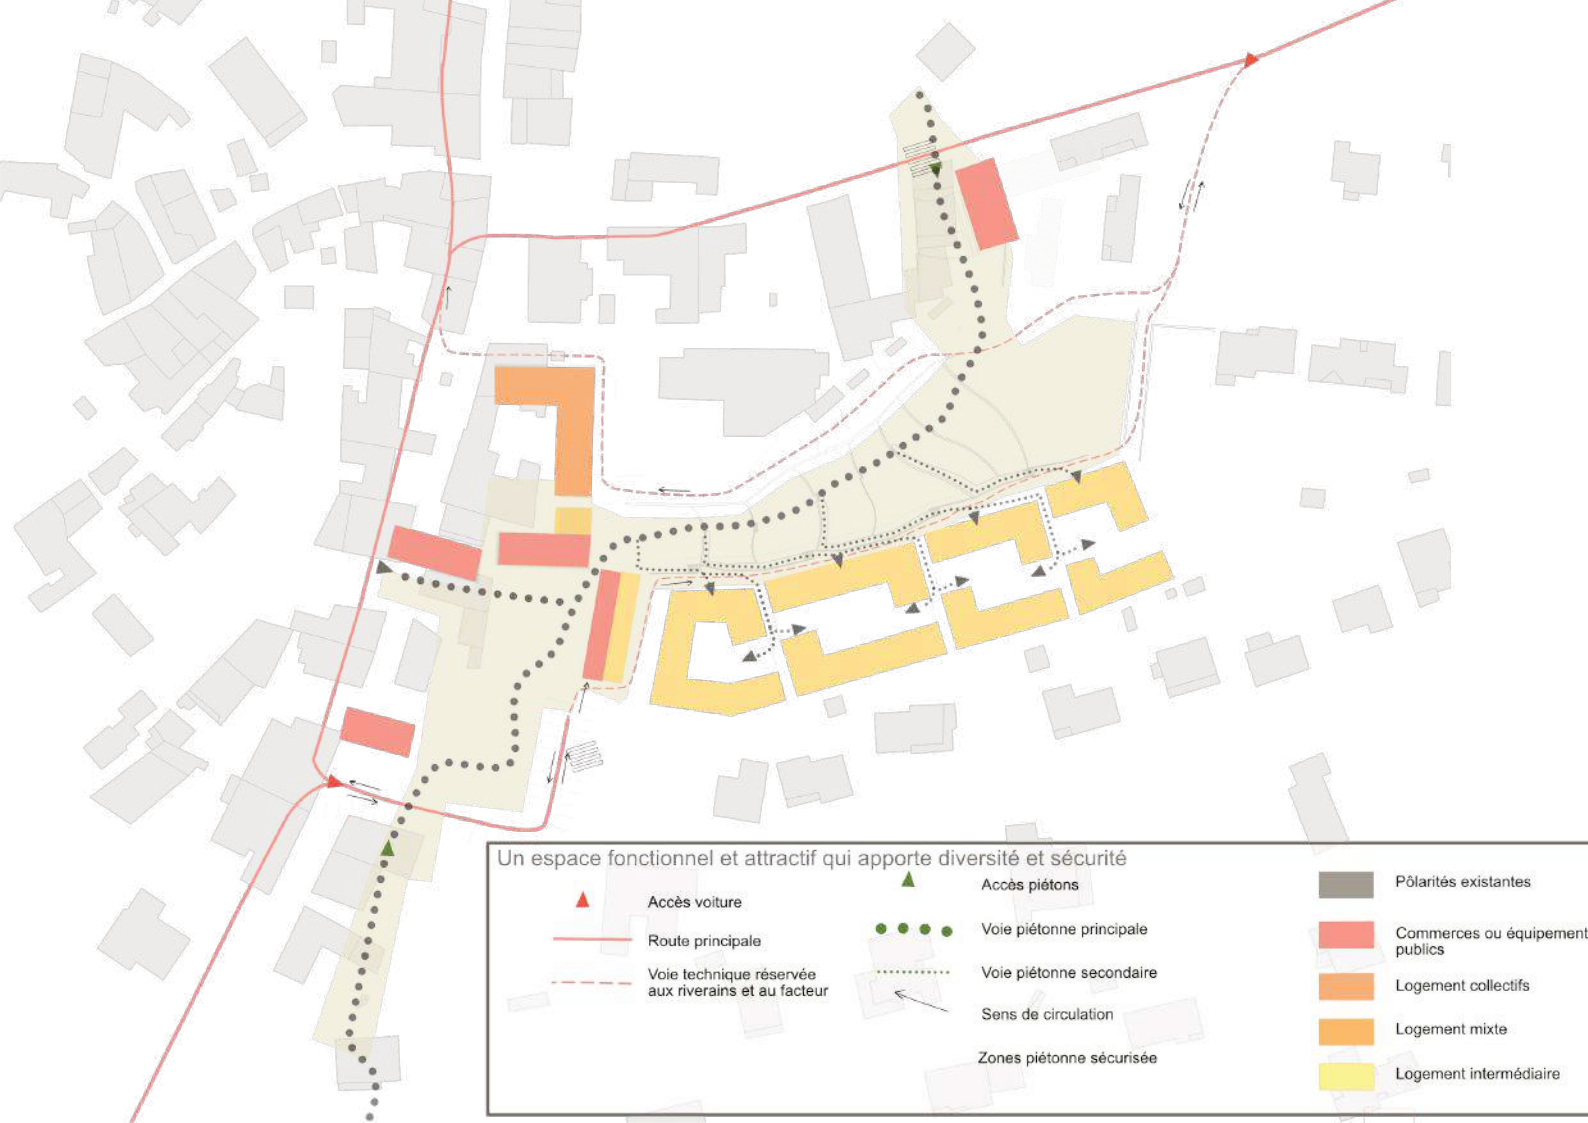 Un espace fonctionnel et attractif qui apporte diversité et sécurité
Accès voiture
Route principale
Voie technique réservée
aux riverains et au facteur
Accès piétons
Voie piétonne principale
Voie piétonne secondaire
Sens de circulation
Zones piétonne sécurisée
Pôlarités existantes
Commerces ou équipement
publics
Logement collectifs
Logement mixte
Logement intermédiaire